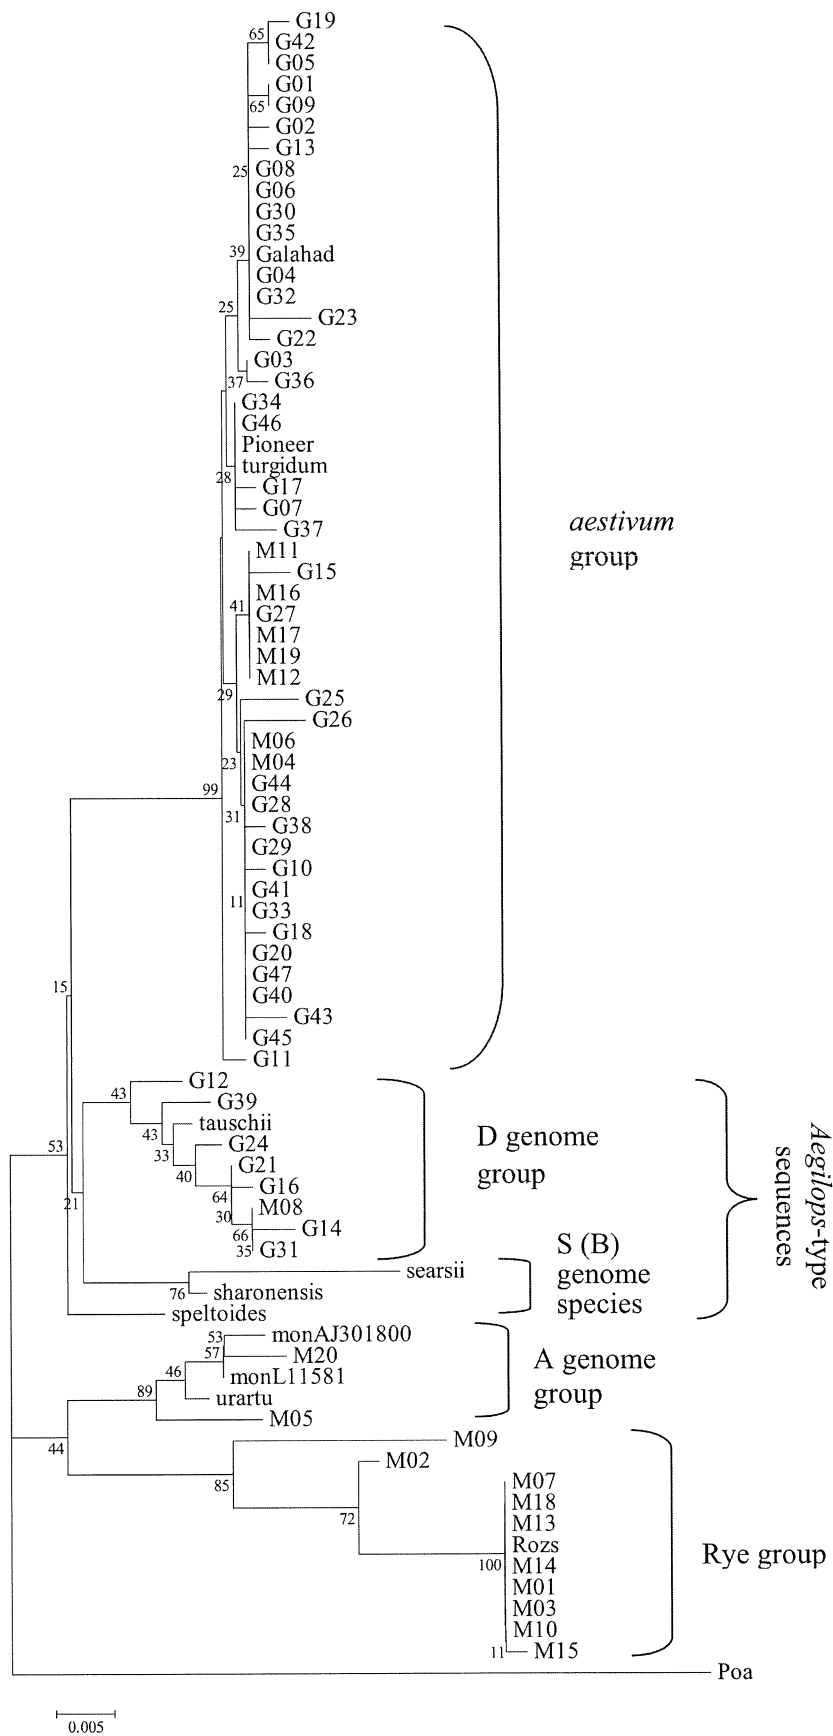 G19
65
G42
G05
G01
65
G09
G02
G13
25
G08
G06
G30
G35
39
Galahad
G04
G32
25
G23
G22
G03
37
G36
G34
G46
Pioneer
turgidum
28
G17
G07
G37
aestivum
group
M11
G15
M16
41
G27
M17
M19
M12
29
G25
G26
M06
23
M04
G44
99
G28
31
G38
G29
G10
G41
11
G33
G18
G20
G47
15
G40
G43
G45
G11
G12
43
G39
43
tauschii
53
33
G24
40
G21
64
G16
21
M08
30
G14
66
35
G31
D genome
group
Aegilops-type
sequences
searsii
76
sharonensis
speltoides
S (B)
genome
species
53
monAJ301800
57
M20
46
monL11581
89
urartu
M05
A genome
group
44
M09
85
M02
72
M07
M18
M13
Rozs
100
M14
M01
M03
M10
11
M15
Rye group
Poa
0.005